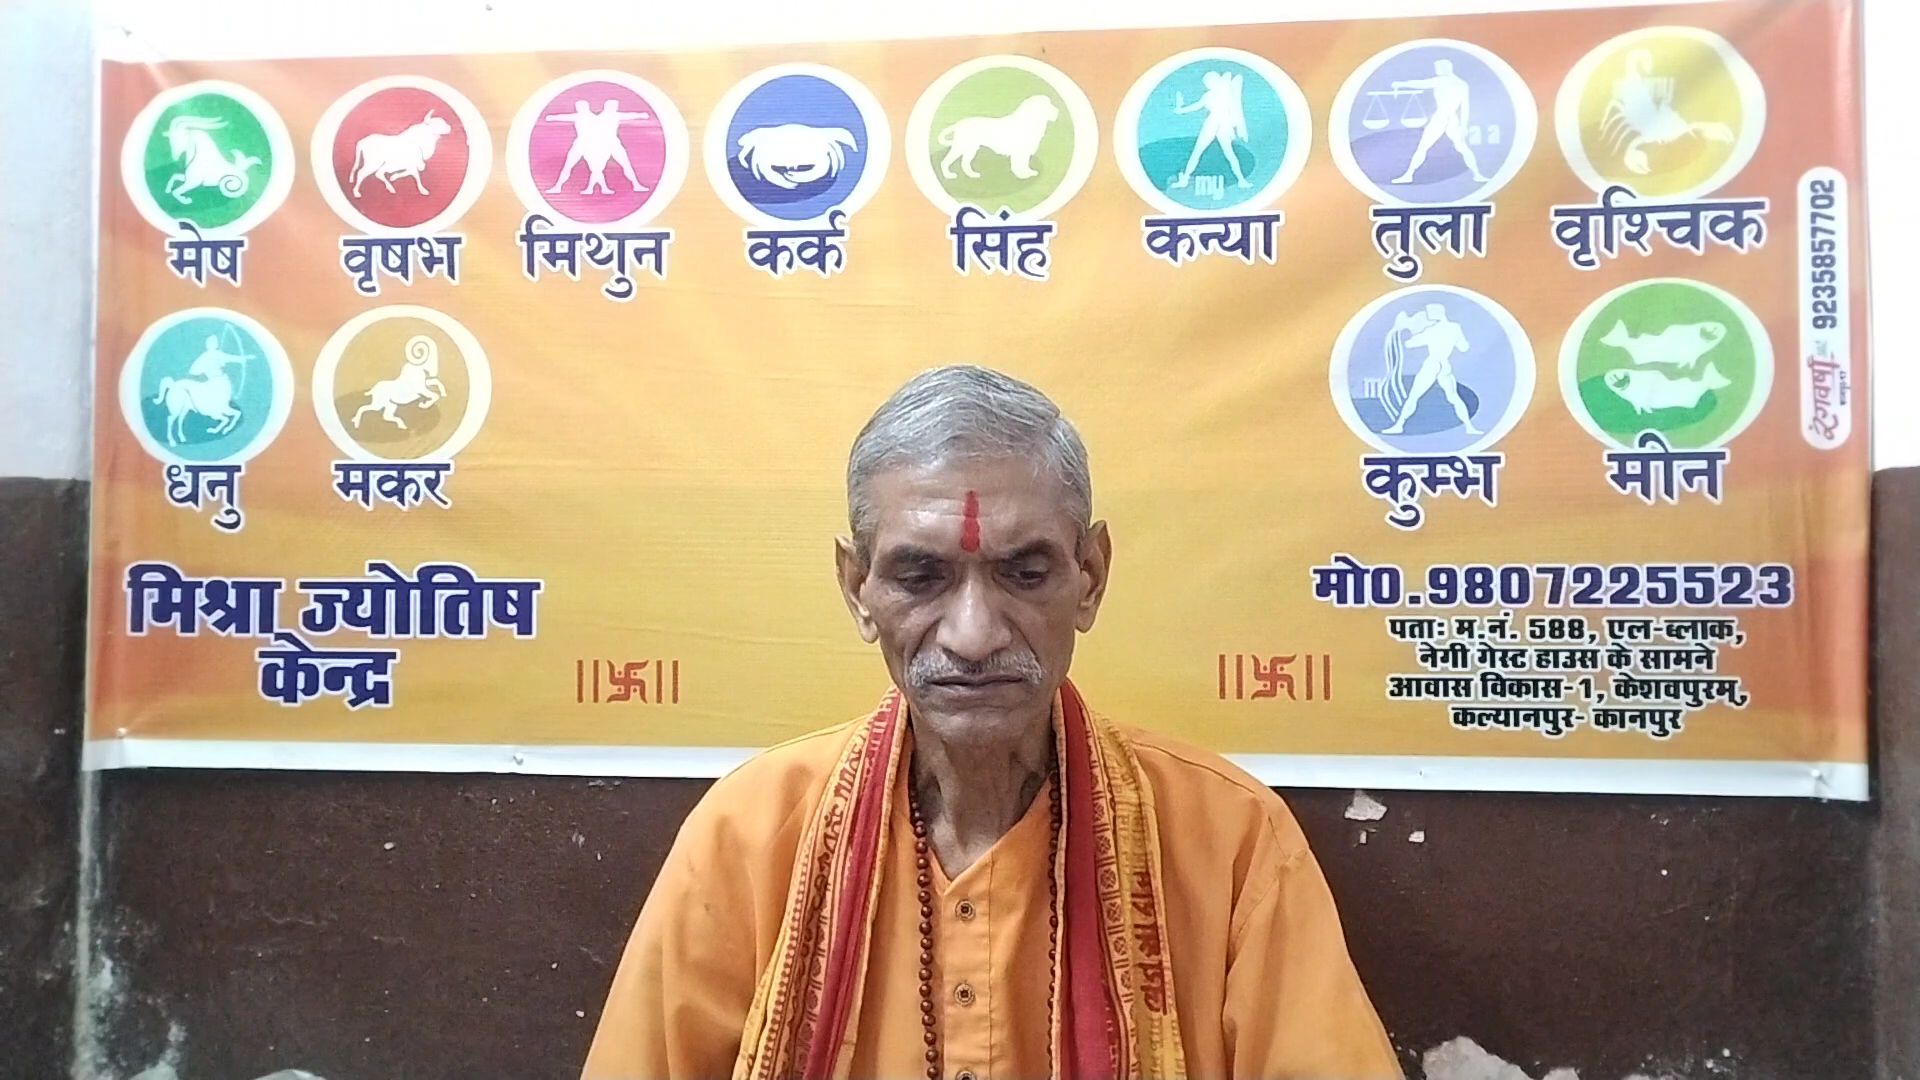 मेष
वृषभ
मिथुन
कर्क
सिंह
कन्या
तुला
वृश्चिक
धनु
मकर
कुम्भ
मीन
मिश्रा ज्योतिष
केन्द्र
मो0.9807225523
पताः म.नं. 588, एल-ब्लाक,
नेगी गेस्ट हाउस के सामने
आवास विकास-1, केशवपुरम्,
कल्यानपुर- कानपुर
9235857702
my
a a